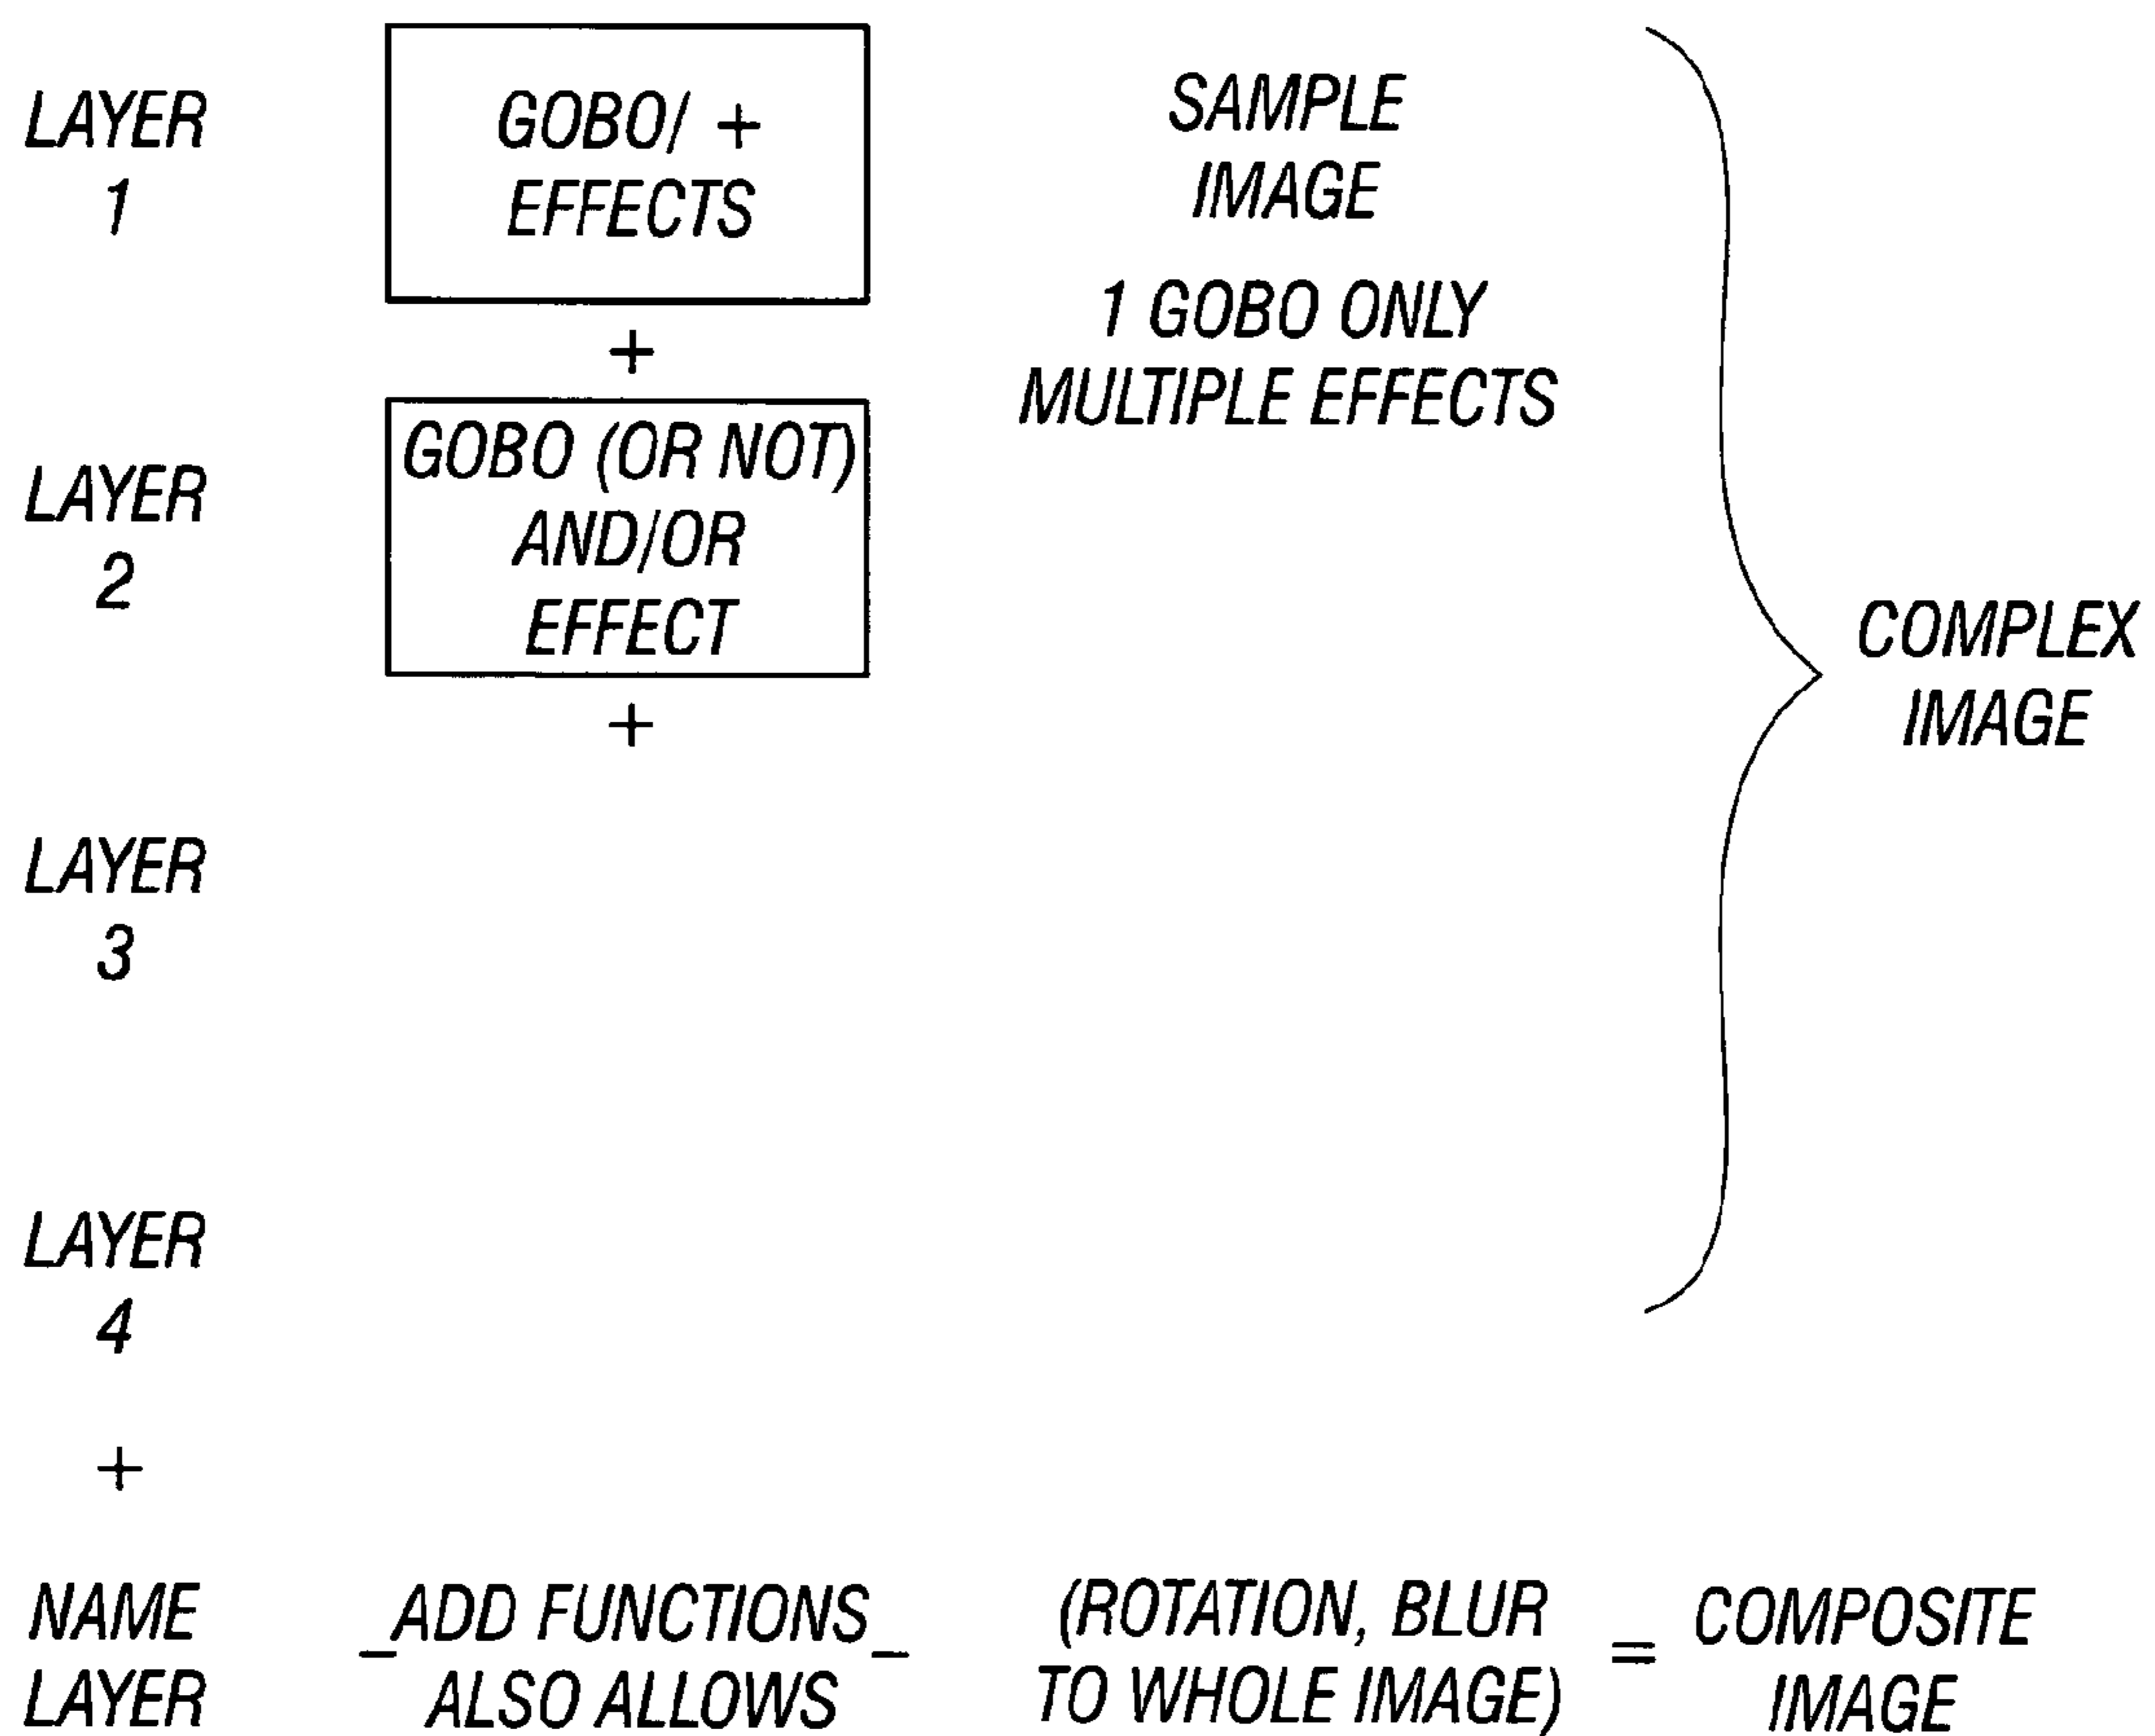 LAYER
1
GOBO/ +
EFFECTS
SAMPLE
IMAGE
1 GOBO ONLY
MULTIPLE EFFECTS
+
LAYER
2
GOBO (OR NOT)
AND/OR
EFFECT
+
COMPLEX
IMAGE
LAYER
3
LAYER
4
+
NAME
LAYER
_ADD FUNCTIONS_
ALSO ALLOWS
(ROTATION, BLUR
TO WHOLE IMAGE)
=
COMPOSITE
IMAGE